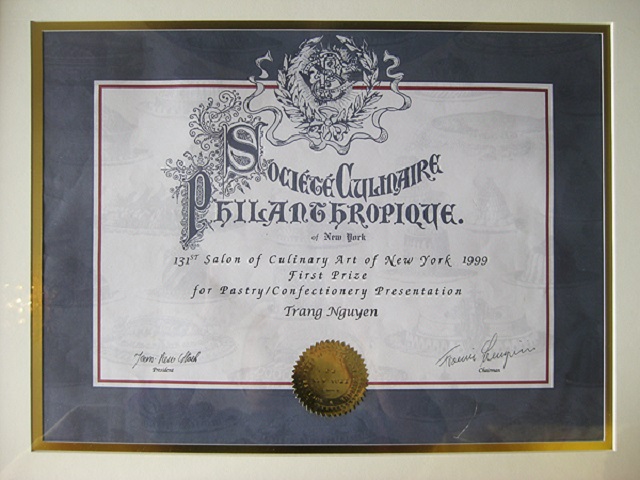 Société Culinaire
Philanthropique.
of New York
131ST Salon of Culinary Art of New York 1999
First Prize
for Pastry/Confectionery Presentation
Trang Nguyen
President
Chairman